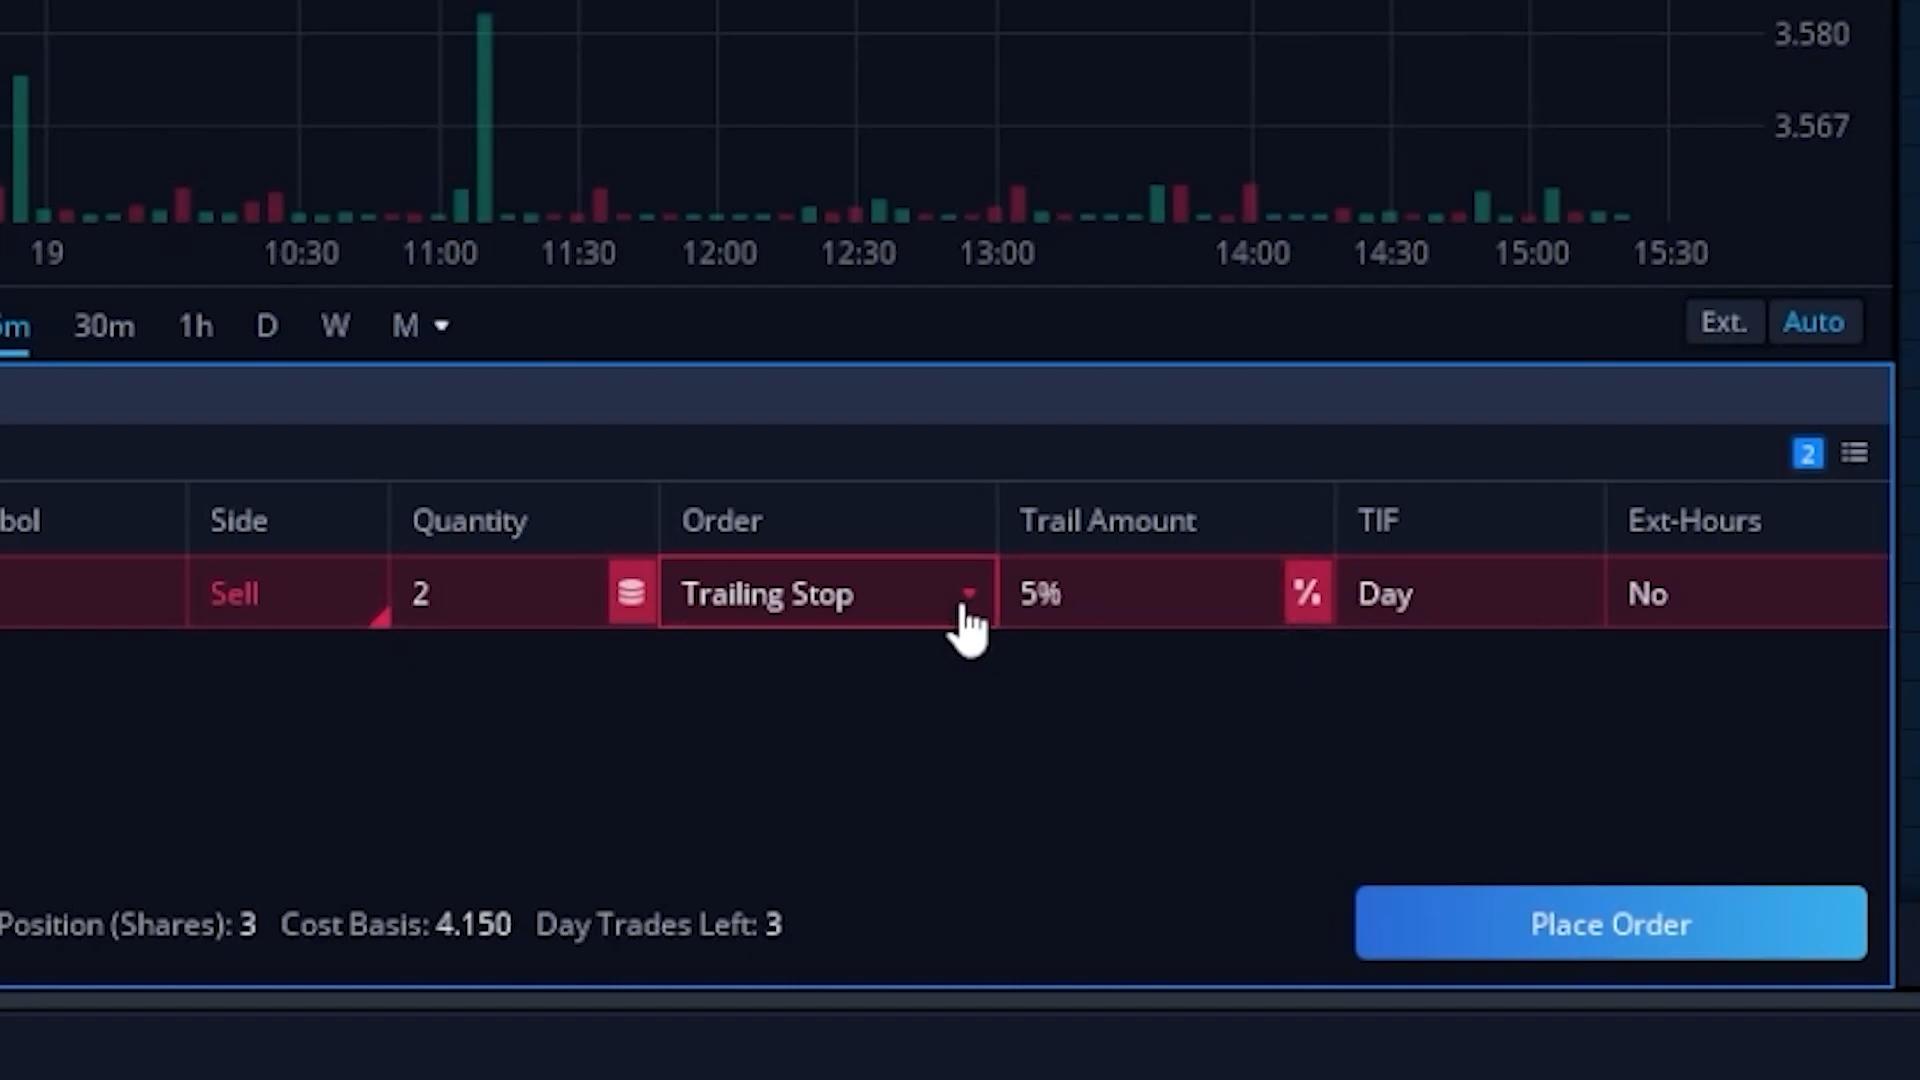 3.580
3.567
19 10:30 11:00 11:30 12:00 12:30 13:00 14:00 14:30 15:00 15:30
5m 30m 1h D W M Ext. Auto
2
bol Side Quantity Order Trail Amount TIF Ext-Hours
Sell 2 Trailing Stop 5% % Day No
Position (Shares): 3 Cost Basis: 4.150 Day Trades Left: 3 Place Order